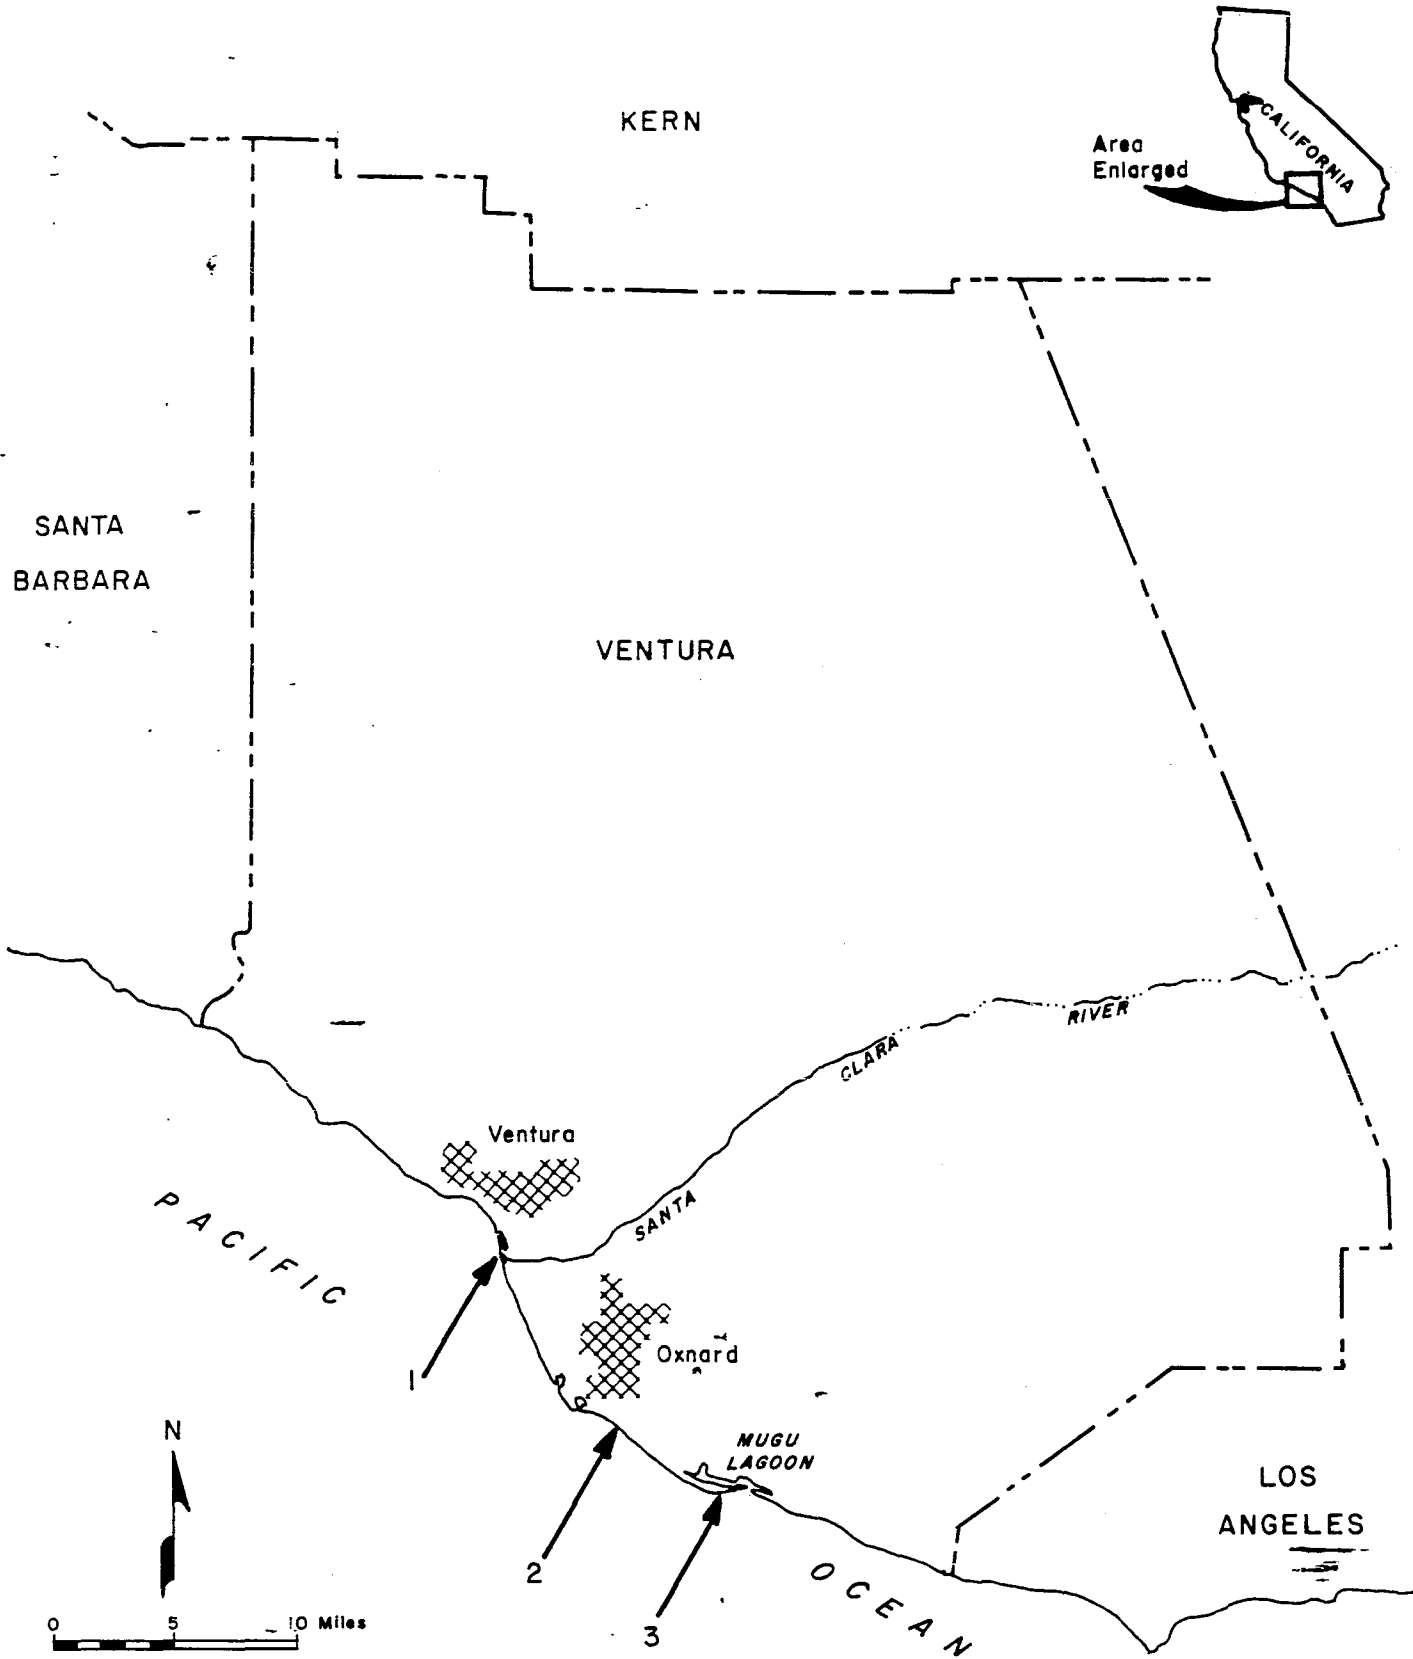 KERN
CALIFORNIA
Area
Enlarged
SANTA
BARBARA
VENTURA
SANTA CLARA RIVER
Ventura
PACIFIC
Oxnard
1
N
MUGU
LAGOON
LOS
ANGELES
2
OCEAN
3
0 5 10 Miles